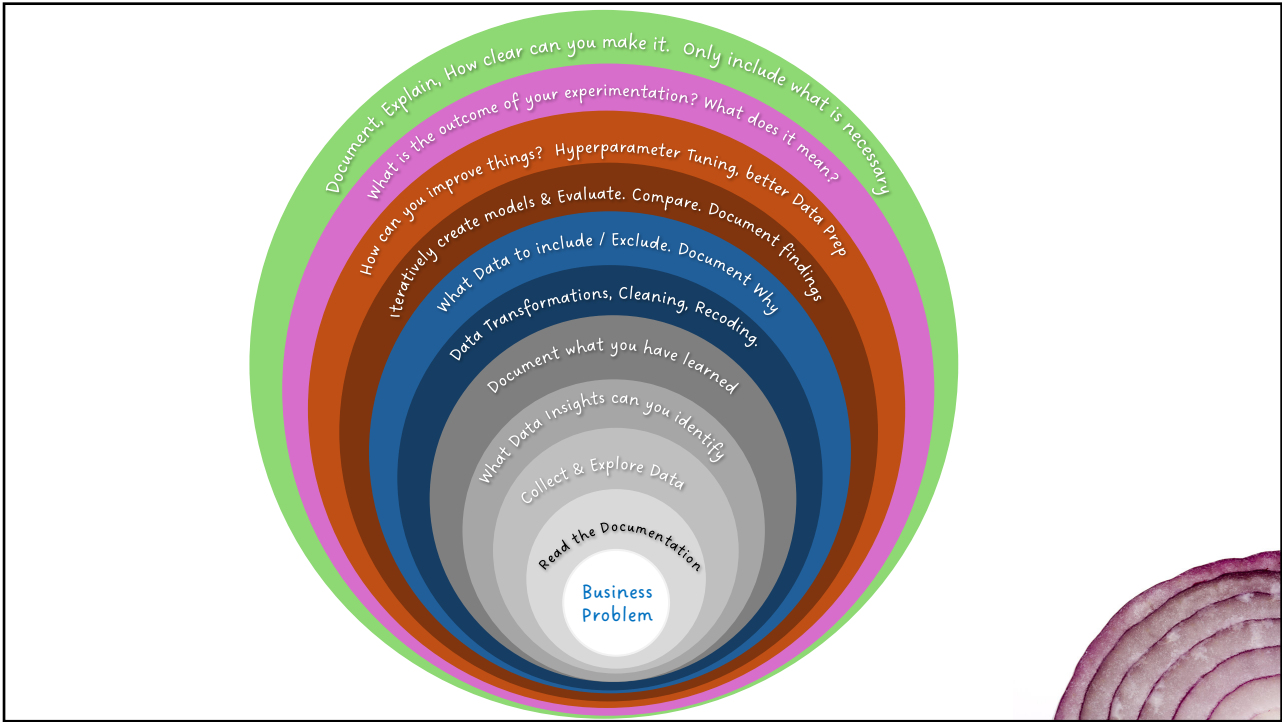 Document, Explain, How clear can you make it. Only include what is necessary
What is the outcome of your experimentation? What does it mean?
How can you improve things? Hyperparameter Tuning, better Data Prep
Iteratively create models & Evaluate. Compare. Document findings
What Data to include / Exclude. Document Why
Data Transformations, Cleaning, Recoding.
Document what you have learned
What Data Insights can you identify
Collect & Explore Data
Read the Documentation
Business
Problem